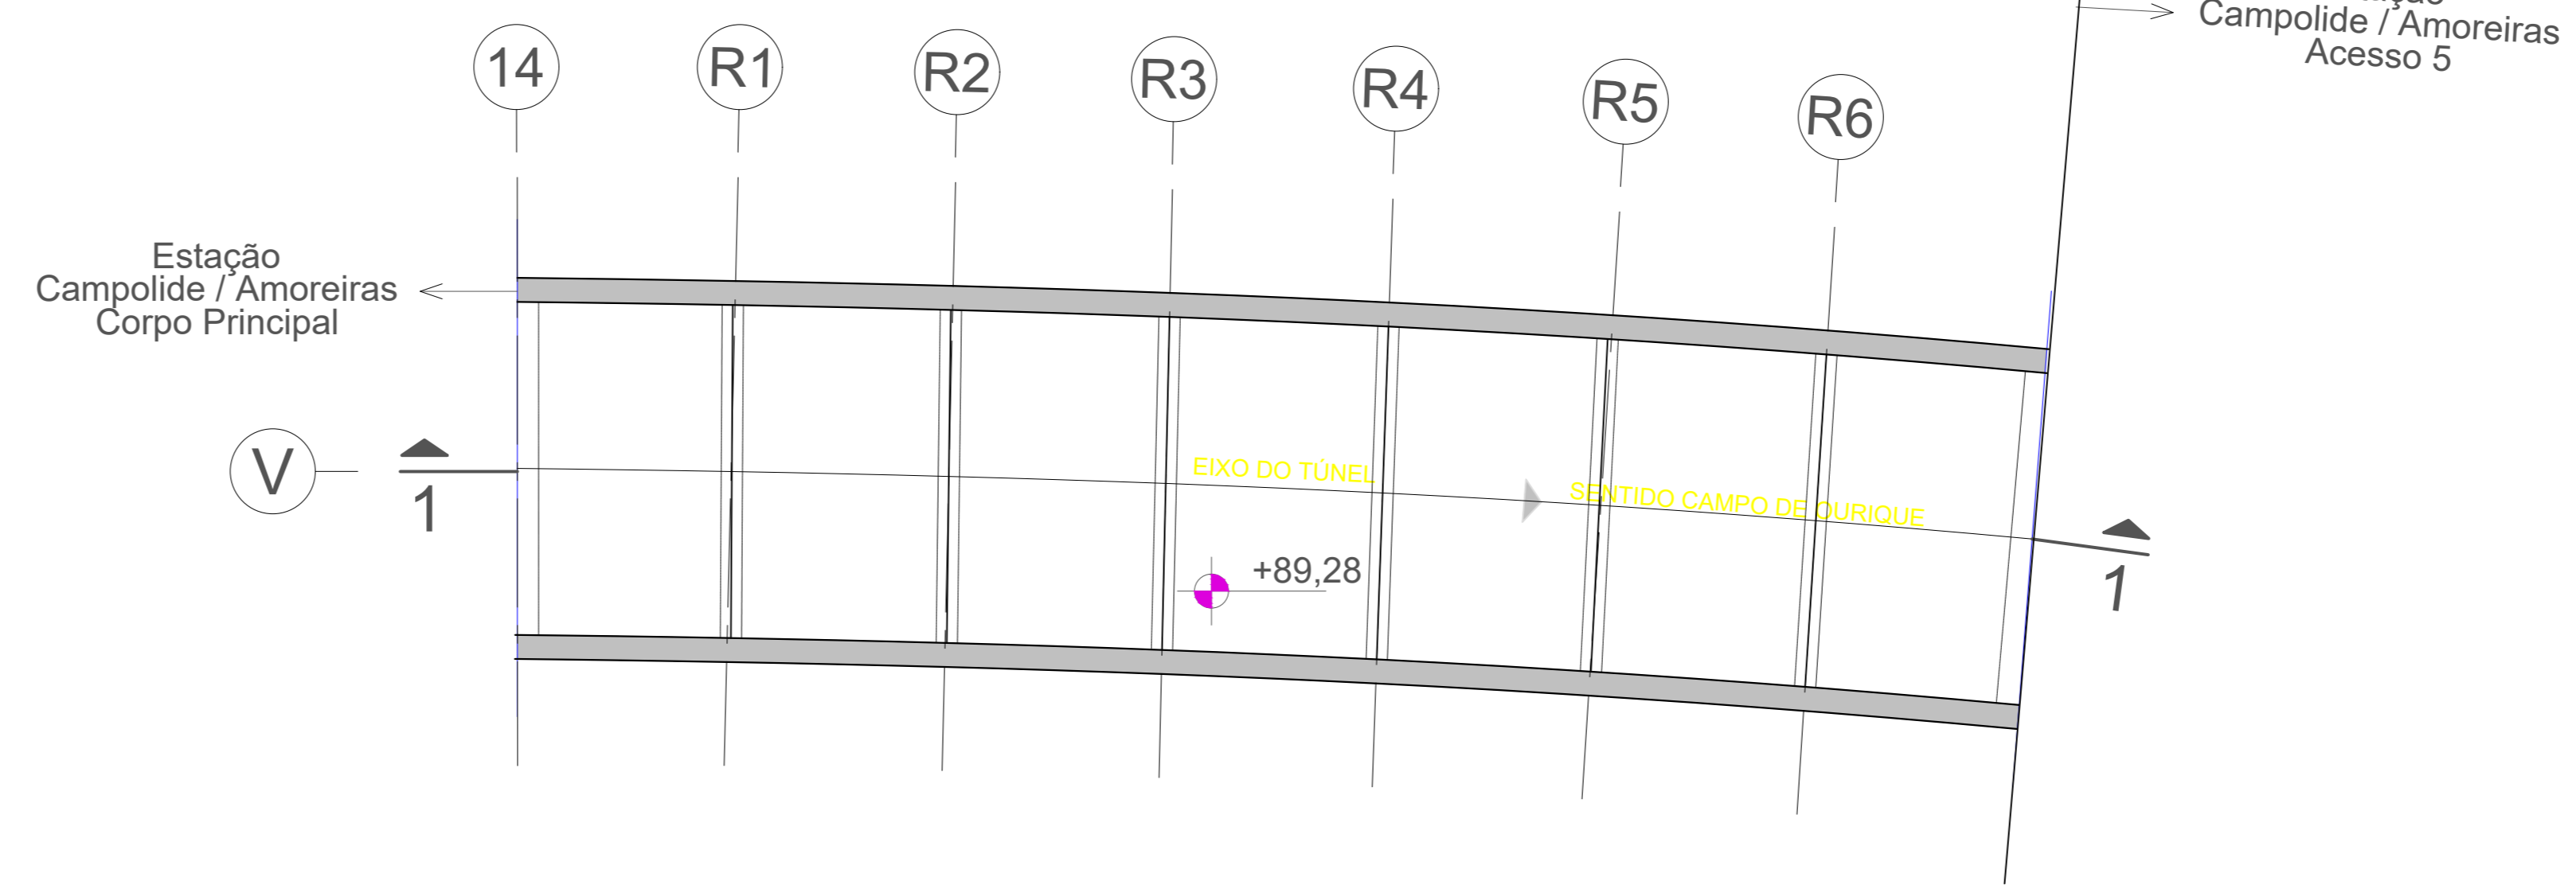 Campolide / Amoreiras
Acesso 5
14
R1
R2
R3
R4
R5
R6
Estação
Campolide / Amoreiras
Corpo Principal
V
1
EIXO DO TÚNEL
SENTIDO CAMPO DE OURIQUE
+89,28
1